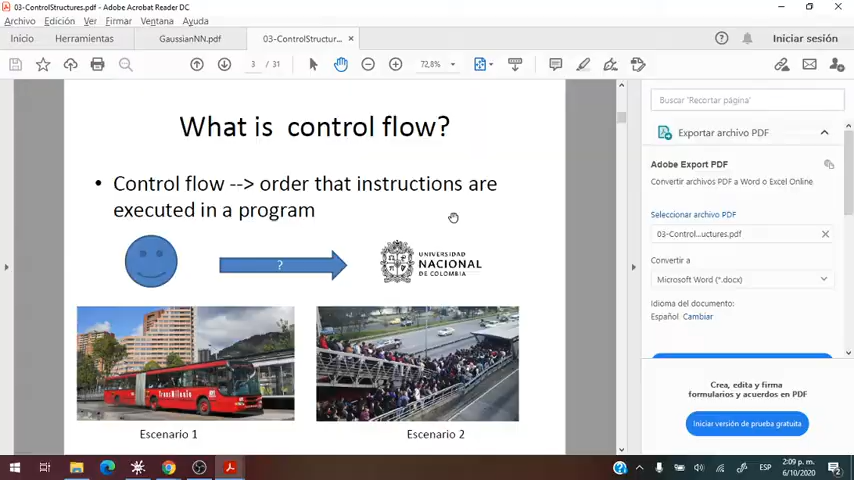 03-ControlStructures.pdf - Adobe Acrobat Reader DC
Archivo Edición Ver Firmar Ventana Ayuda
Inicio Herramientas GaussianNN.pdf 03-ControlStructur... × Iniciar sesión
3 / 31 72,8%
What is control flow?
• Control flow --> order that instructions are
executed in a program
?
UNIVERSIDAD
NACIONAL
DE COLOMBIA
TransMilenio
Escenario 1 Escenario 2
Buscar 'Recortar página'
Exportar archivo PDF
Adobe Export PDF
Convertir archivos PDF a Word o Excel Online
Seleccionar archivo PDF
03-Control...uctures.pdf
Convertir a
Microsoft Word (*.docx)
Idioma del documento:
Español Cambiar
Crea, edita y firma
formularios y acuerdos en PDF
Iniciar versión de prueba gratuita
ESP 2:09 p. m.
6/10/2020
2